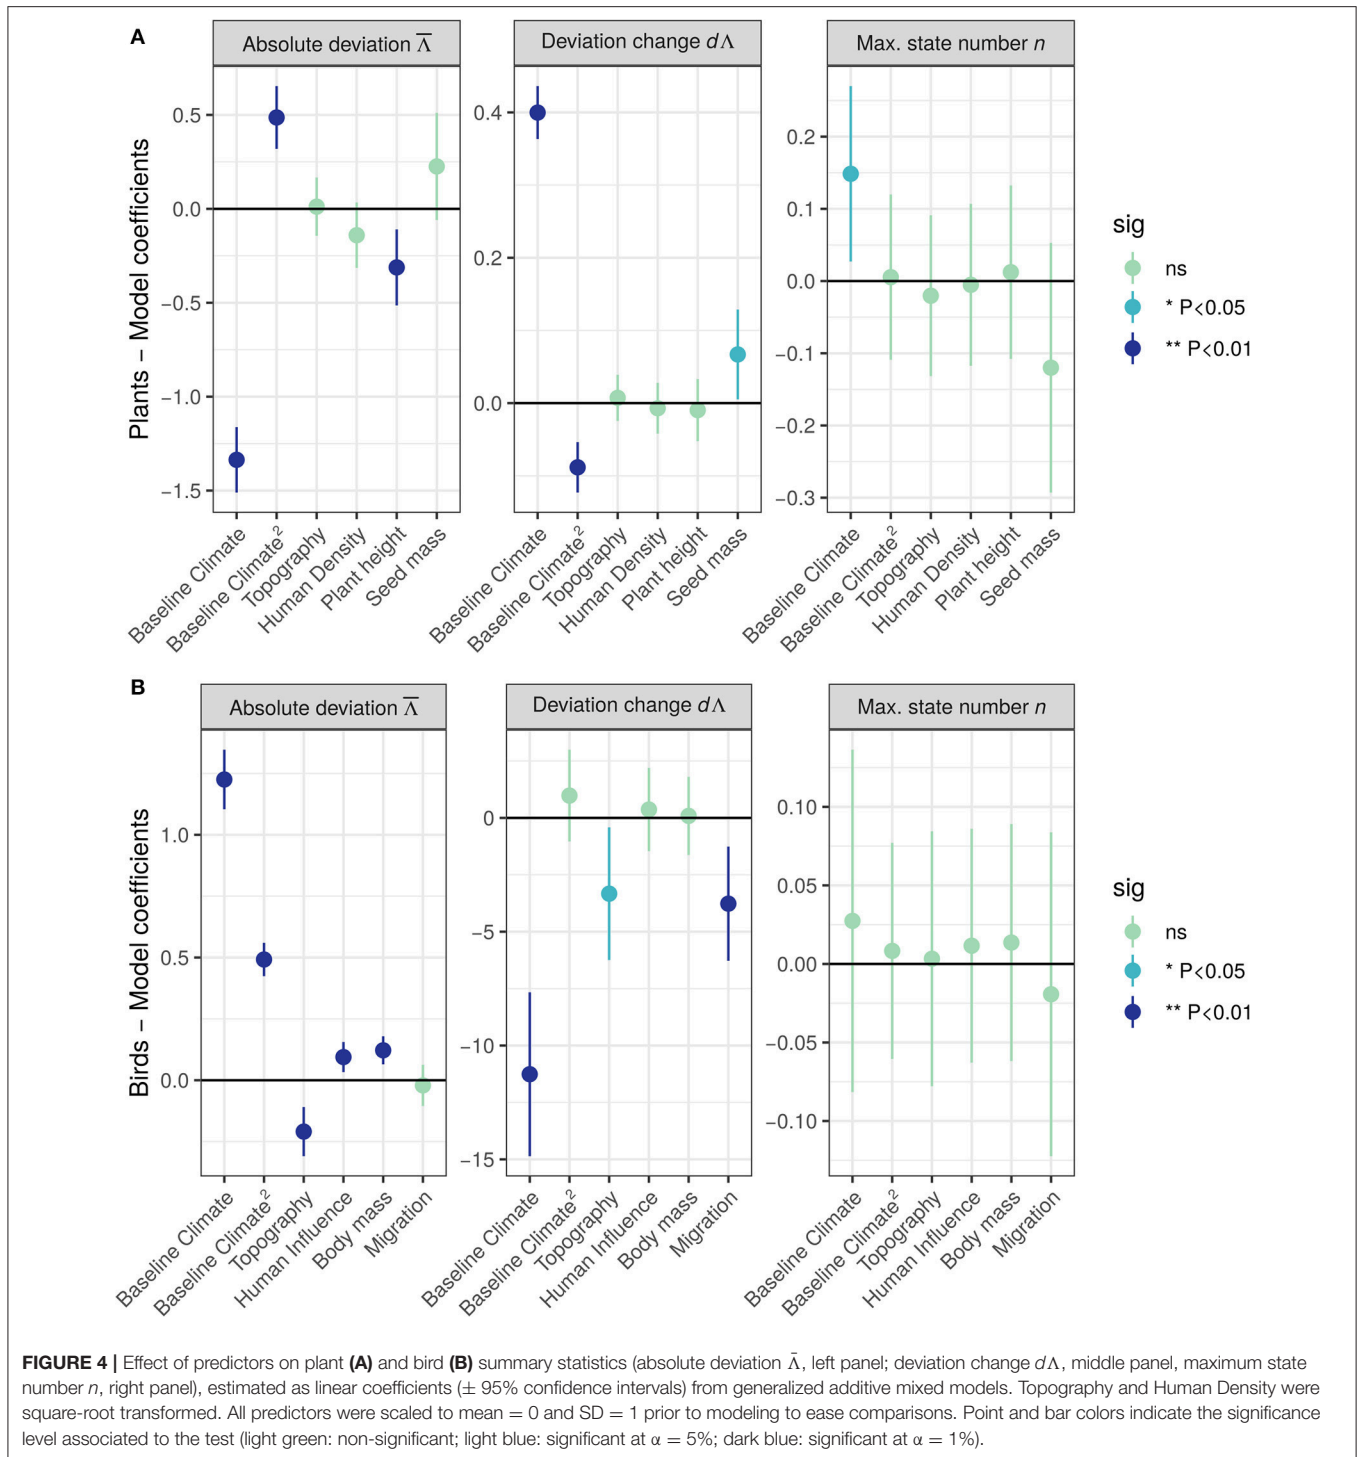 A
Absolute deviation Λ̅
Deviation change dΛ
Max. state number n
Plants – Model coefficients
0.5
0.0
−0.5
−1.0
−1.5
0.4
0.2
0.0
0.2
0.1
0.0
−0.1
−0.2
−0.3
Baseline Climate
Baseline Climate²
Topography
Human Density
Plant height
Seed mass
Baseline Climate
Baseline Climate²
Topography
Human Density
Plant height
Seed mass
Baseline Climate
Baseline Climate²
Topography
Human Density
Plant height
Seed mass
sig
ns
* P<0.05
** P<0.01
B
Absolute deviation Λ̅
Deviation change dΛ
Max. state number n
Birds – Model coefficients
1.0
0.5
0.0
0
−5
−10
−15
0.10
0.05
0.00
−0.05
−0.10
Baseline Climate
Baseline Climate²
Topography
Human Influence
Body mass
Migration
Baseline Climate
Baseline Climate²
Topography
Human Influence
Body mass
Migration
Baseline Climate
Baseline Climate²
Topography
Human Influence
Body mass
Migration
sig
ns
* P<0.05
** P<0.01
FIGURE 4 | Effect of predictors on plant (A) and bird (B) summary statistics (absolute deviation Λ̅, left panel; deviation change dΛ, middle panel, maximum state
number n, right panel), estimated as linear coefficients (± 95% confidence intervals) from generalized additive mixed models. Topography and Human Density were
square-root transformed. All predictors were scaled to mean = 0 and SD = 1 prior to modeling to ease comparisons. Point and bar colors indicate the significance
level associated to the test (light green: non-significant; light blue: significant at α = 5%; dark blue: significant at α = 1%).